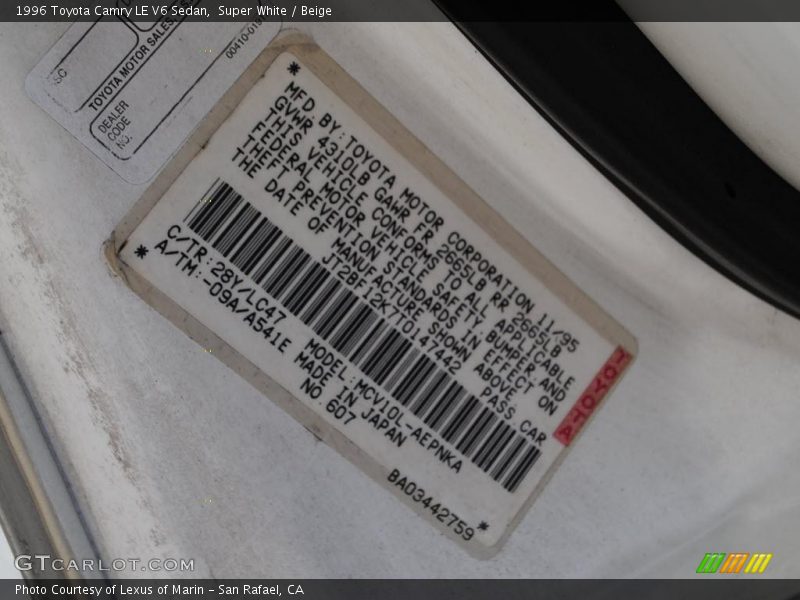 1996 Toyota Camry LE V6 Sedan, Super White / Beige
TOYOTA MOTOR SALES
DEALER
CODE
NO.
MFD. BY: TOYOTA MOTOR CORPORATION 11/95
GVWR 4310LB GAWR FR 2665LB RR 2665LB
THIS VEHICLE CONFORMS TO ALL APPLICABLE
FEDERAL MOTOR VEHICLE SAFETY, BUMPER AND
THEFT PREVENTION STANDARDS IN EFFECT ON
THE DATE OF MANUFACTURE SHOWN ABOVE
JT2BF12K7T0147442 PASS CAR
C/TR: 28Y/LC47 MODEL: MCV10L-AEPNKA
A/TM: -09A/A541E MADE IN JAPAN
NO. 607
BA03442759
TOYOTA
GTCARLOT.COM
Photo Courtesy of Lexus of Marin – San Rafael, CA